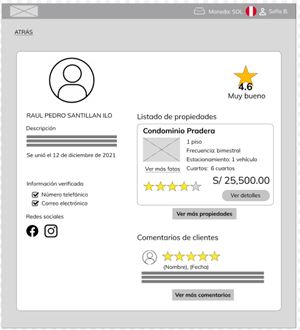 Moneda: SOL
Sofía B.
ATRÁS
RAUL PEDRO SANTILLAN ILO
Descripción
Se unió el 12 de diciembre de 2021
Información verificada:
Número telefónico
Correo electrónico
Redes sociales
4.6
Muy bueno
Listado de propiedades
Condominio Pradera
1 piso
Frecuencia: bimestral
Estacionamiento: 1 vehículo
Cuartos: 6 cuartos
Ver más fotos
S/ 25,500.00
Ver detalles
Ver más propiedades
Comentarios de clientes
(Nombre), (Fecha)
Ver más comentarios